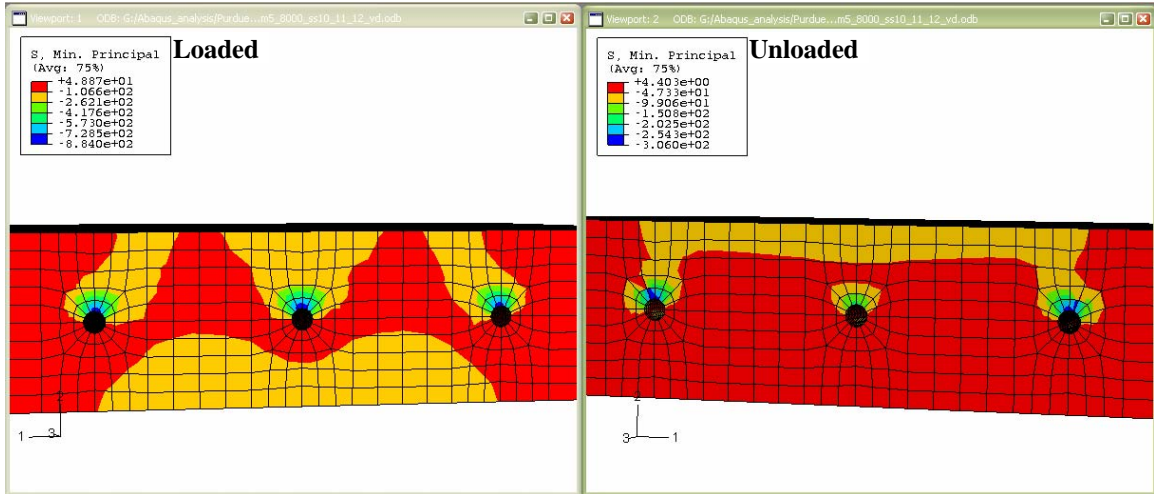 Viewport: 1 ODB: G:/Abaqus_analysis/Purdue...m5_8000_ss10_11_12_vd.odb
Loaded
S, Min. Principal
(Avg: 75%)
+4.887e+01
-1.066e+02
-2.621e+02
-4.176e+02
-5.730e+02
-7.285e+02
-8.840e+02
2
1
3
Viewport: 2 ODB: G:/Abaqus_analysis/Purdue...m5_8000_ss10_11_12_vd.odb
Unloaded
S, Min. Principal
(Avg: 75%)
+4.403e+00
-4.733e+01
-9.906e+01
-1.508e+02
-2.025e+02
-2.543e+02
-3.060e+02
2
3
1